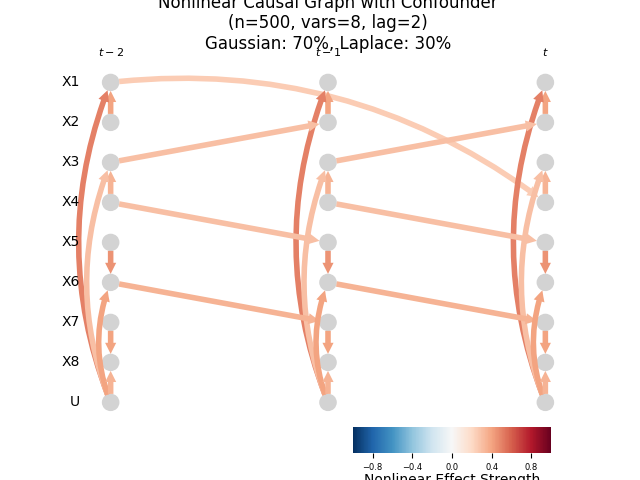 Nonlinear Causal Graph with Confounder
(n=500, vars=8, lag=2)
Gaussian: 70%, Laplace: 30%
t − 2
t − 1
t
X1
X2
X3
X4
X5
X6
X7
X8
U
−0.8 −0.4 0.0 0.4 0.8
Nonlinear Effect Strength